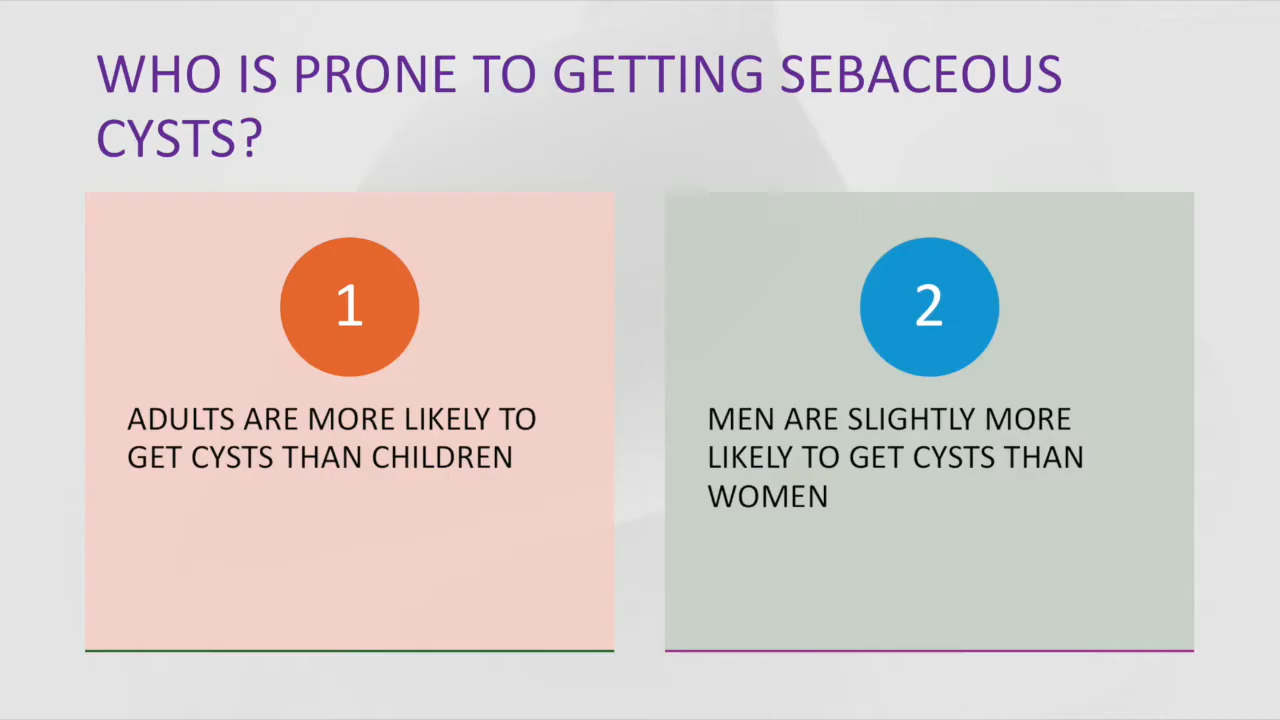 WHO IS PRONE TO GETTING SEBACEOUS
CYSTS?
1
ADULTS ARE MORE LIKELY TO
GET CYSTS THAN CHILDREN
2
MEN ARE SLIGHTLY MORE
LIKELY TO GET CYSTS THAN
WOMEN